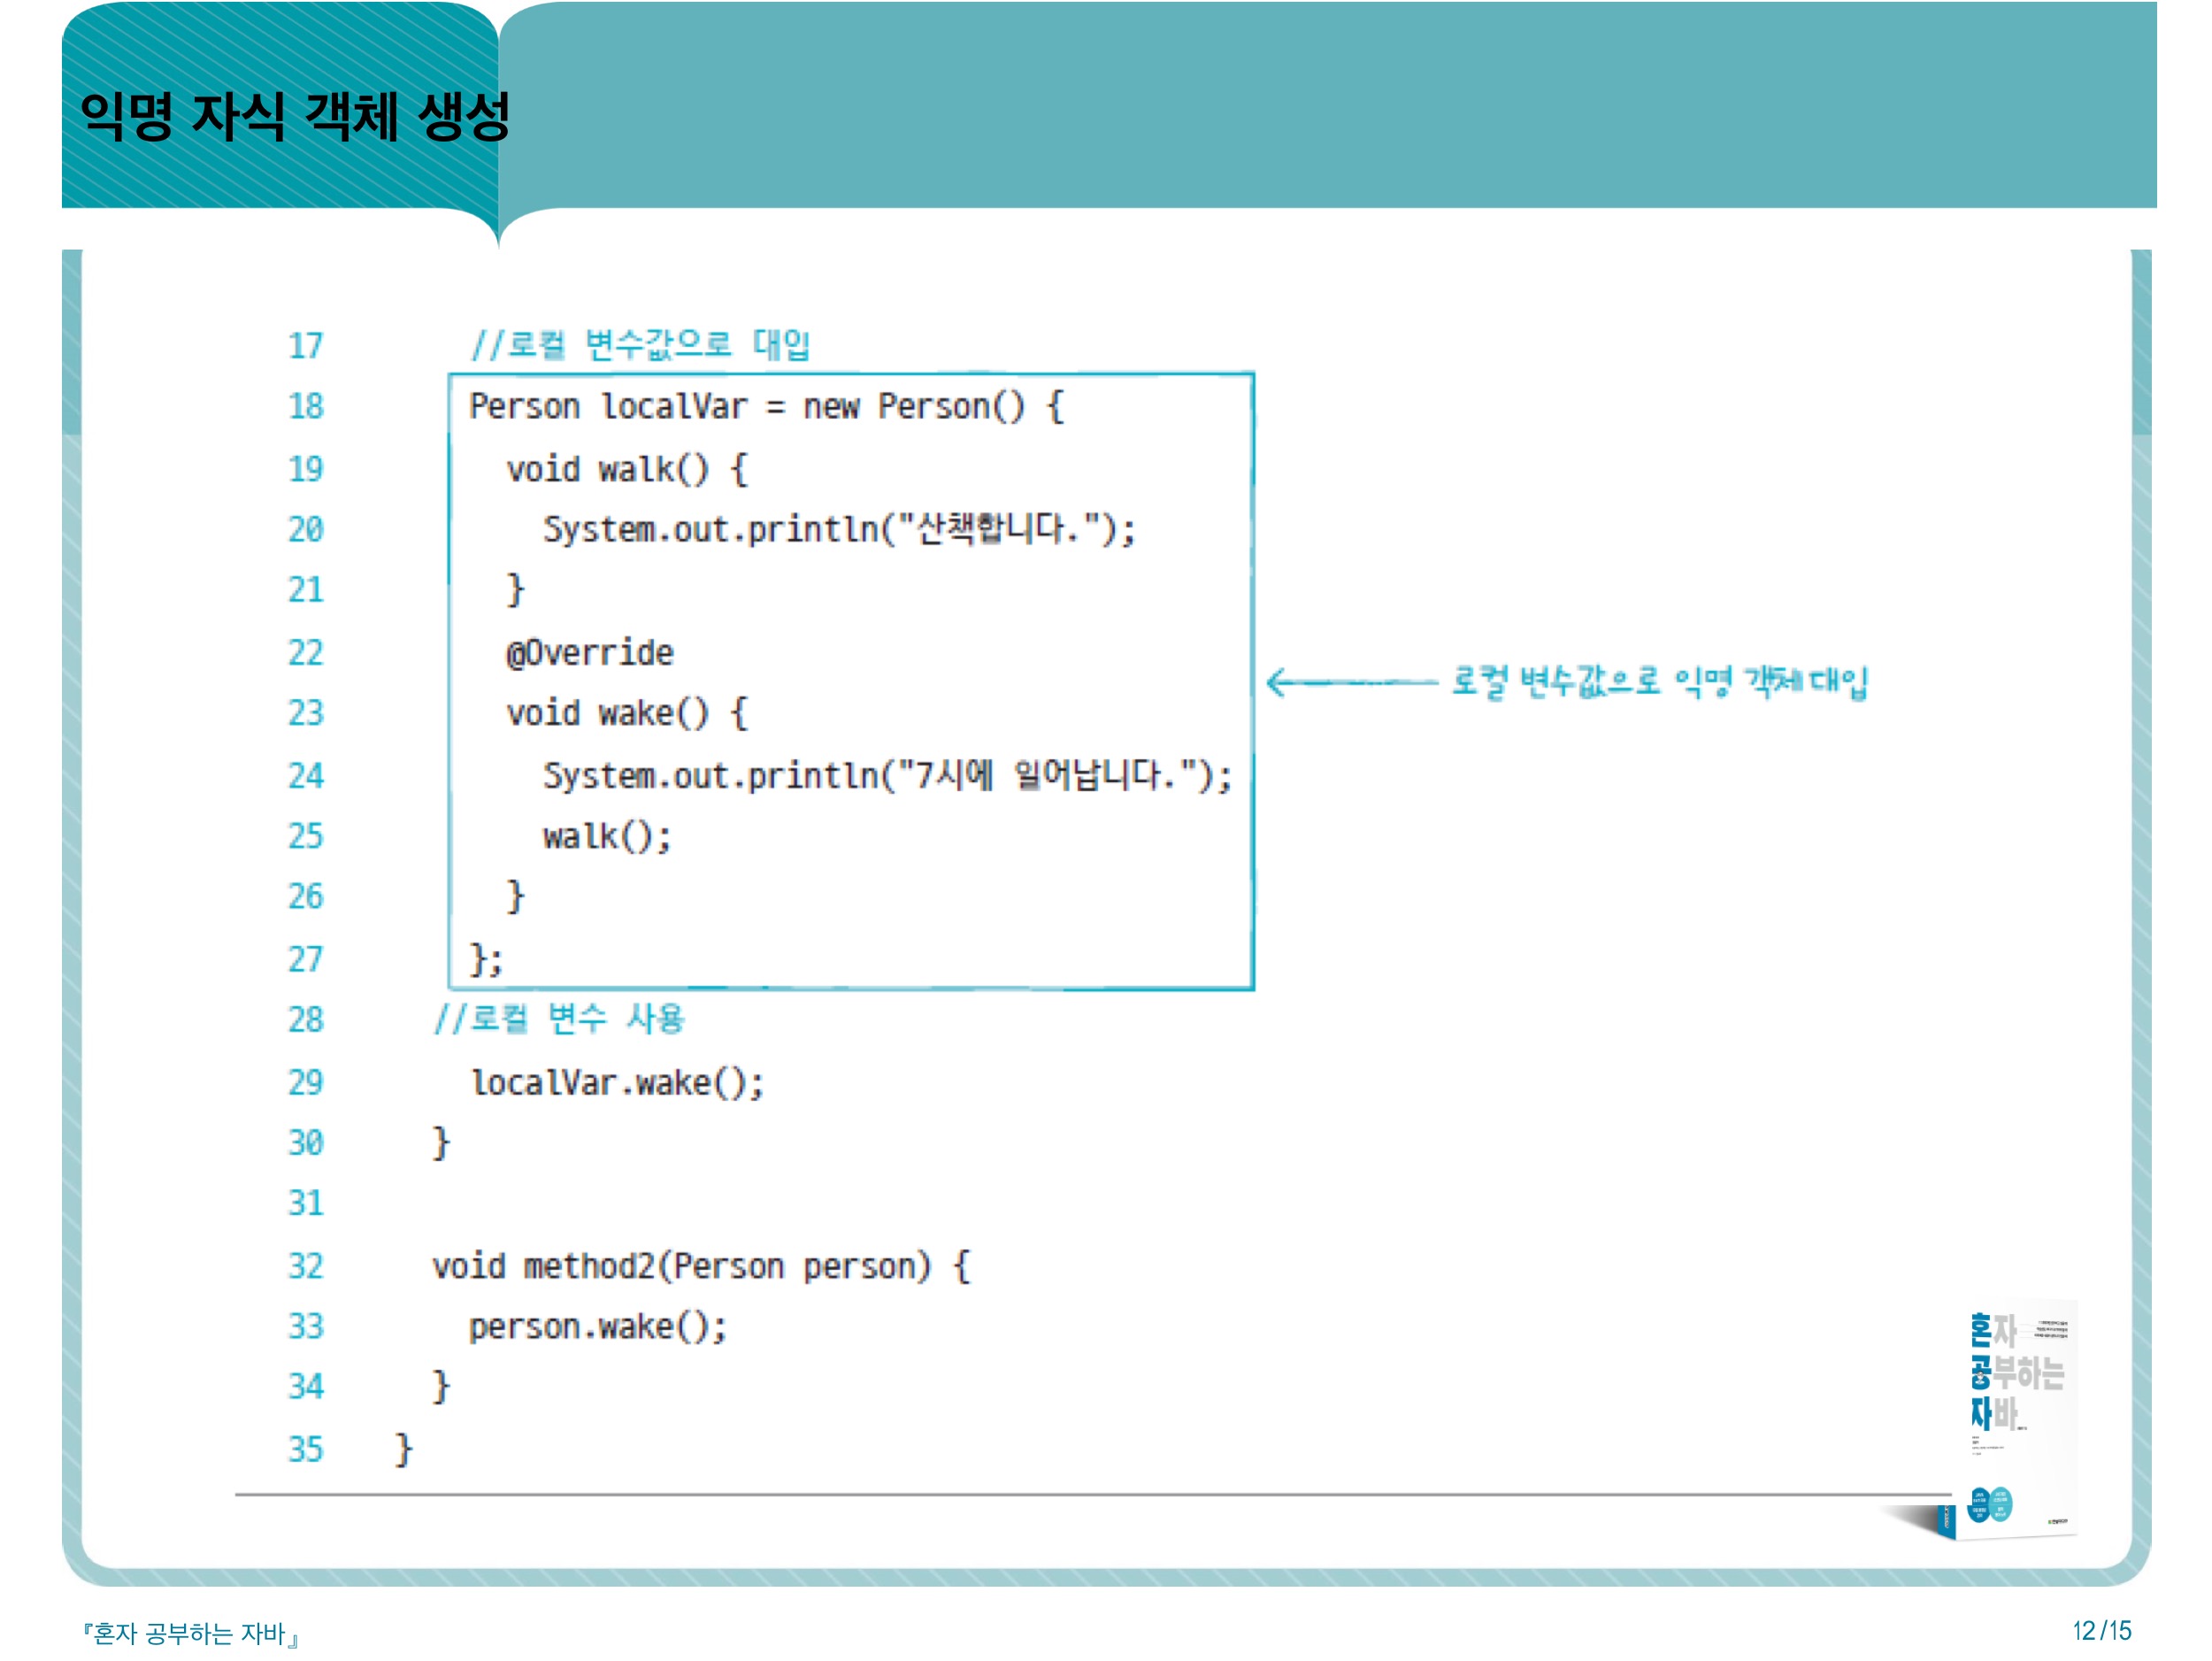 익명 자식 객체 생성
17 //로컬 변수값으로 대입
18 Person localVar = new Person() {
19 void walk() {
20 System.out.println("산책합니다.");
21 }
22 @Override
23 void wake() {
24 System.out.println("7시에 일어납니다.");
25 walk();
26 }
27 };
← 로컬 변수값으로 익명 객체 대입
28 //로컬 변수 사용
29 localVar.wake();
30 }
31
32 void method2(Person person) {
33 person.wake();
34 }
35 }
혼자
공부하는
자바
『혼자 공부하는 자바』
12/15